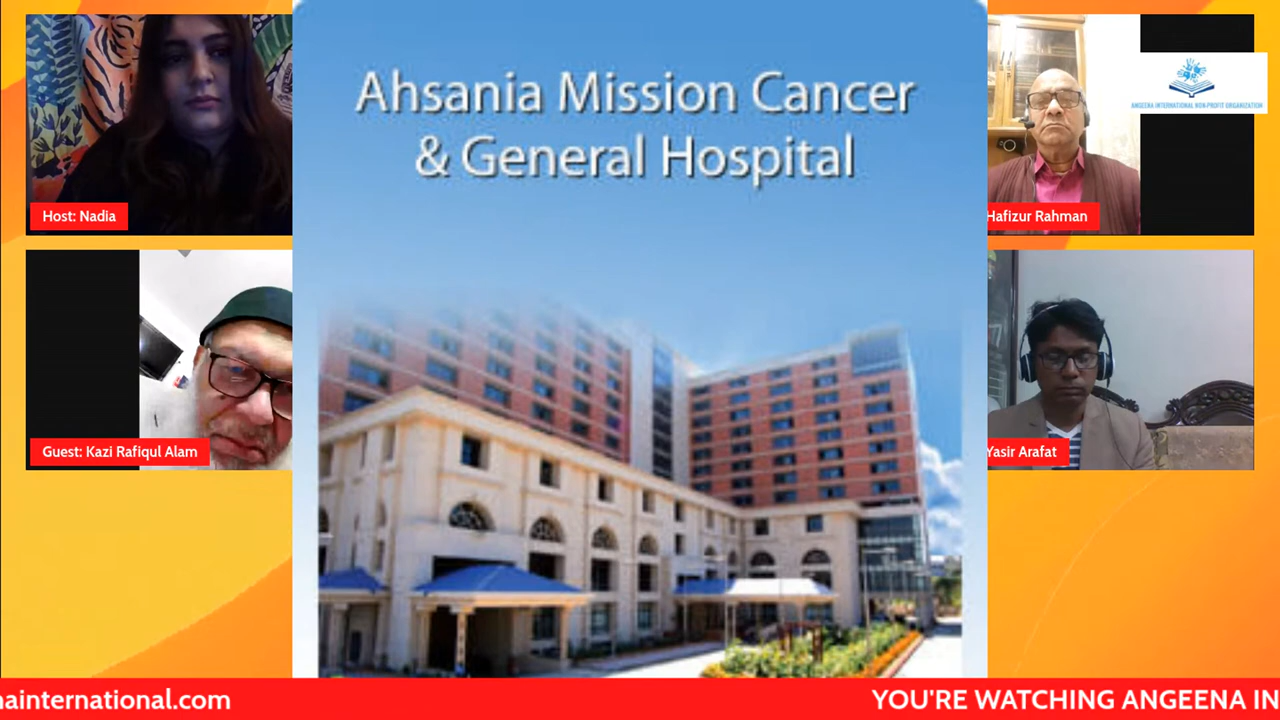 Ahsania Mission Cancer
& General Hospital
ANGEENA INTERNATIONAL NON-PROFIT ORGANIZATION
Host: Nadia
Hafizur Rahman
Guest: Kazi Rafiqul Alam
Yasir Arafat
nainternational.com
YOU'RE WATCHING ANGEENA IN